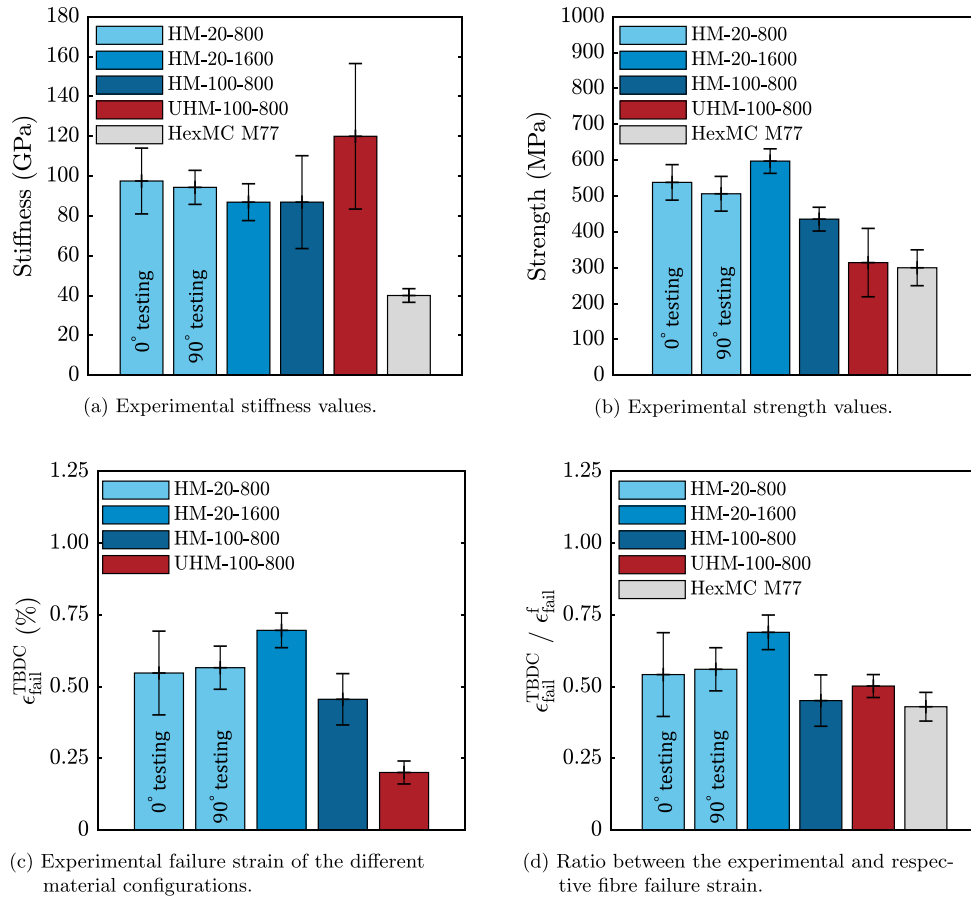 180
160
140
120
100
80
60
40
20
0
Stiffness (GPa)
HM-20-800
HM-20-1600
HM-100-800
UHM-100-800
HexMC M77
0° testing
90° testing
(a) Experimental stiffness values.
1000
900
800
700
600
500
400
300
200
100
0
Strength (MPa)
HM-20-800
HM-20-1600
HM-100-800
UHM-100-800
HexMC M77
0° testing
90° testing
(b) Experimental strength values.
1.25
1.00
0.75
0.50
0.25
0
ϵ_fail^TBDC (%)
HM-20-800
HM-20-1600
HM-100-800
UHM-100-800
0° testing
90° testing
(c) Experimental failure strain of the different
material configurations.
1.25
1.00
0.75
0.50
0.25
0
ϵ_fail^TBDC / ϵ_fail^f
HM-20-800
HM-20-1600
HM-100-800
UHM-100-800
HexMC M77
0° testing
90° testing
(d) Ratio between the experimental and respec-
tive fibre failure strain.